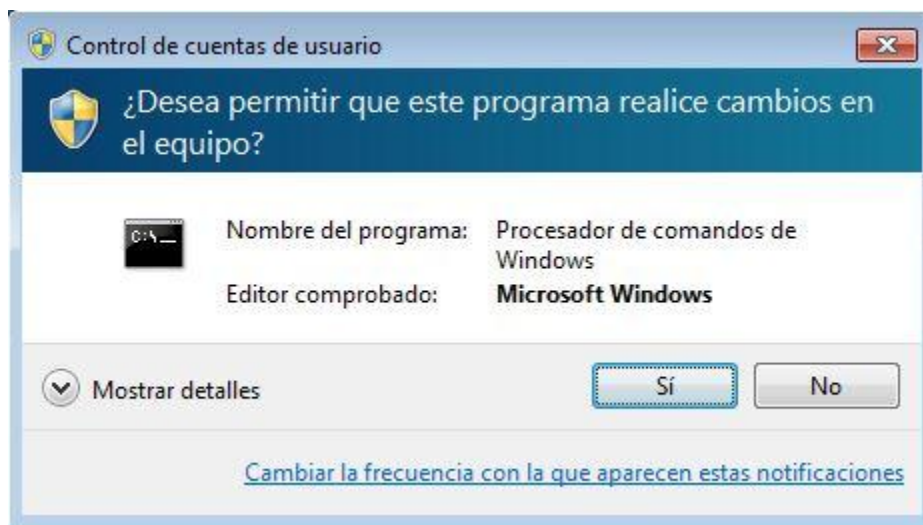 Control de cuentas de usuario
¿Desea permitir que este programa realice cambios en
el equipo?
C:\
Nombre del programa: Procesador de comandos de
Windows
Editor comprobado: Microsoft Windows
Mostrar detalles Sí No
Cambiar la frecuencia con la que aparecen estas notificaciones